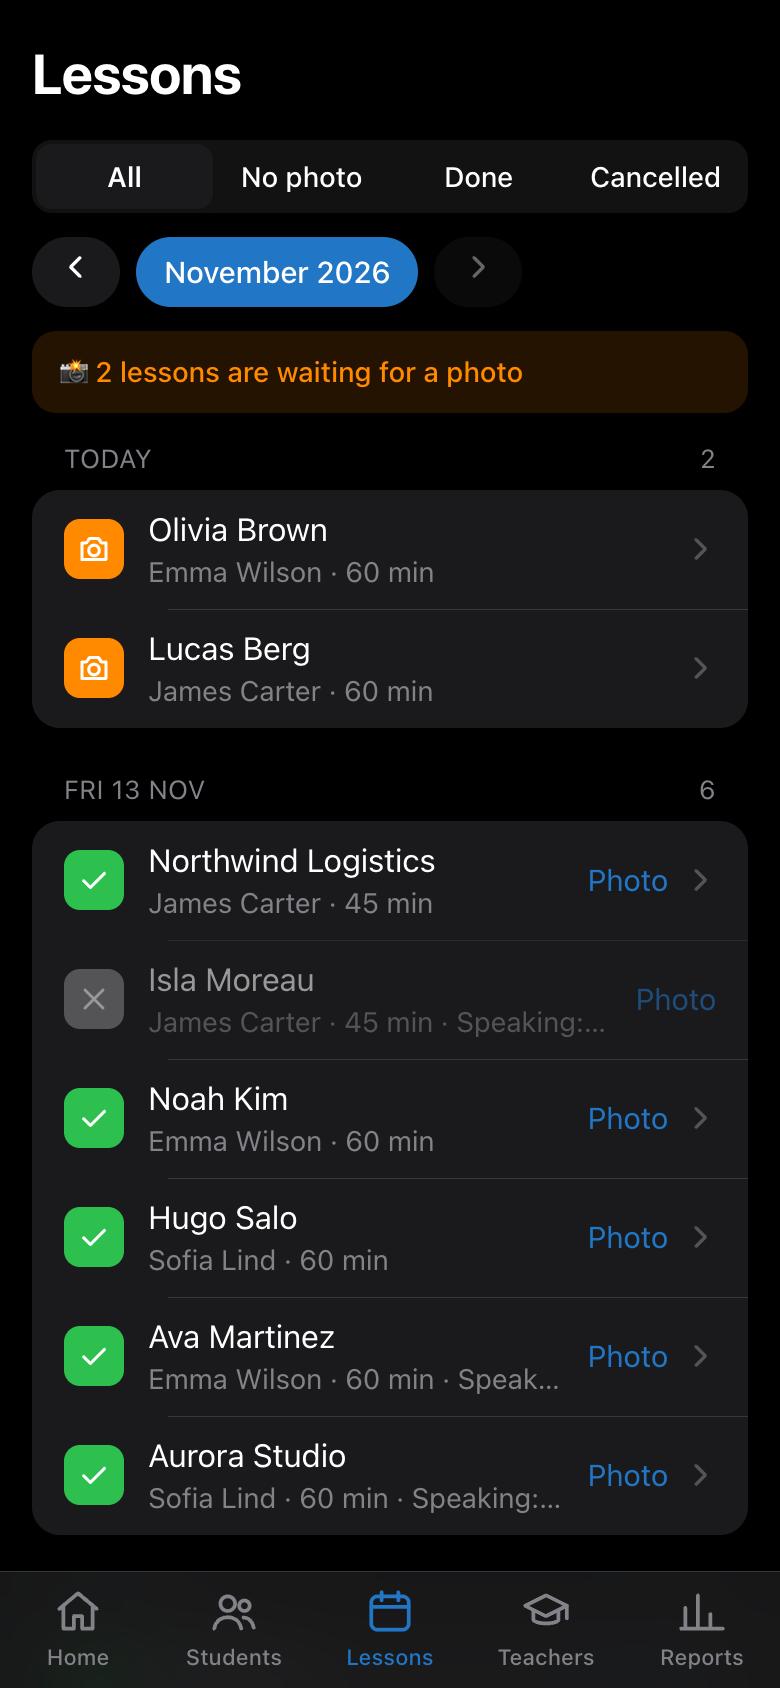 Lessons
All
No photo
Done
Cancelled
November 2026
📸 2 lessons are waiting for a photo
TODAY
2
Olivia Brown
Emma Wilson · 60 min
Lucas Berg
James Carter · 60 min
FRI 13 NOV
6
Northwind Logistics
James Carter · 45 min
Photo
Isla Moreau
James Carter · 45 min · Speaking:...
Photo
Noah Kim
Emma Wilson · 60 min
Photo
Hugo Salo
Sofia Lind · 60 min
Photo
Ava Martinez
Emma Wilson · 60 min · Speak...
Photo
Aurora Studio
Sofia Lind · 60 min · Speaking:...
Photo
Home
Students
Lessons
Teachers
Reports